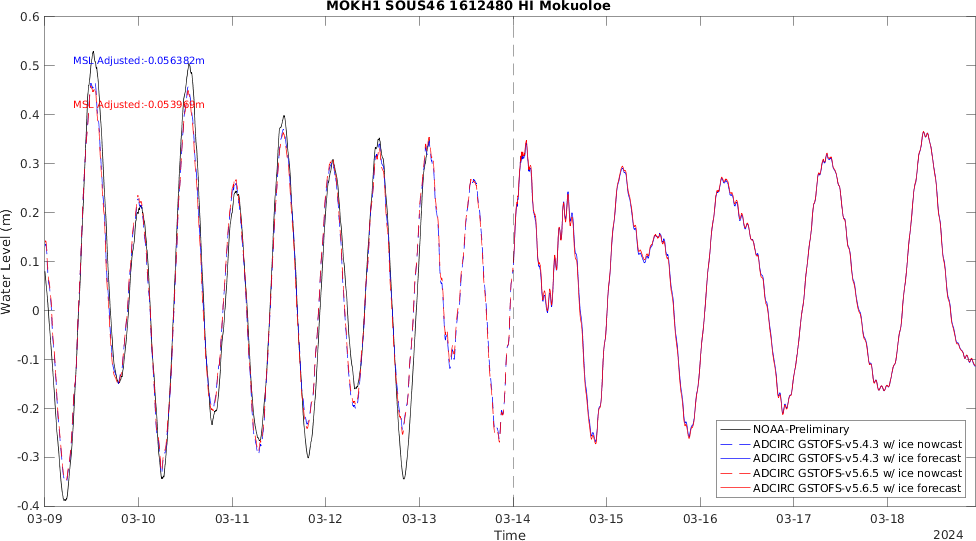 MOKH1 SOUS46 1612480 HI Mokuoloe
0.6
0.5
0.4
0.3
0.2
0.1
0
-0.1
-0.2
-0.3
-0.4
Water Level (m)
MSL Adjusted:-0.056382m
MSL Adjusted:-0.053969m
NOAA-Preliminary
ADCIRC GSTOFS-v5.4.3 w/ ice nowcast
ADCIRC GSTOFS-v5.4.3 w/ ice forecast
ADCIRC GSTOFS-v5.6.5 w/ ice nowcast
ADCIRC GSTOFS-v5.6.5 w/ ice forecast
03-09 03-10 03-11 03-12 03-13 03-14 03-15 03-16 03-17 03-18
Time
2024